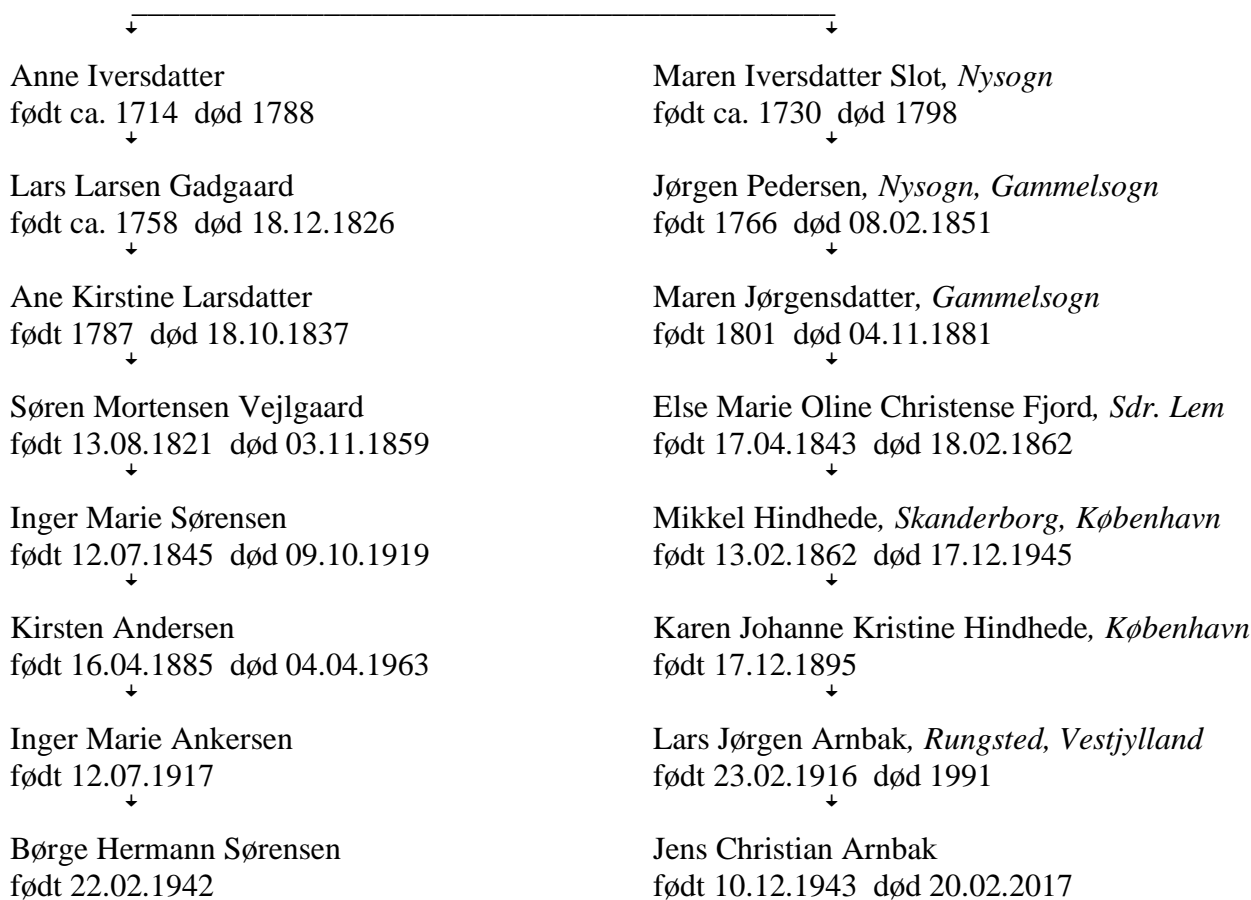 Anne Iversdatter
født ca. 1714 død 1788
Lars Larsen Gadgaard
født ca. 1758 død 18.12.1826
Ane Kirstine Larsdatter
født 1787 død 18.10.1837
Søren Mortensen Vejlgaard
født 13.08.1821 død 03.11.1859
Inger Marie Sørensen
født 12.07.1845 død 09.10.1919
Kirsten Andersen
født 16.04.1885 død 04.04.1963
Inger Marie Ankersen
født 12.07.1917
Børge Hermann Sørensen
født 22.02.1942
Maren Iversdatter Slot, Nysogn
født ca. 1730 død 1798
Jørgen Pedersen, Nysogn, Gammelsogn
født 1766 død 08.02.1851
Maren Jørgensdatter, Gammelsogn
født 1801 død 04.11.1881
Else Marie Oline Christense Fjord, Sdr. Lem
født 17.04.1843 død 18.02.1862
Mikkel Hindhede, Skanderborg, København
født 13.02.1862 død 17.12.1945
Karen Johanne Kristine Hindhede, København
født 17.12.1895
Lars Jørgen Arnbak, Rungsted, Vestjylland
født 23.02.1916 død 1991
Jens Christian Arnbak
født 10.12.1943 død 20.02.2017